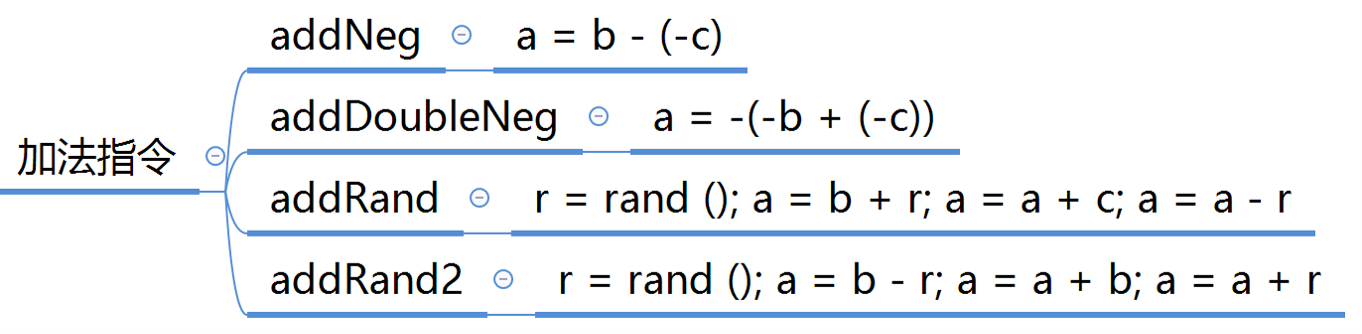 addNeg a = b - (-c)
addDoubleNeg a = -(-b + (-c))
加法指令
addRand r = rand (); a = b + r; a = a + c; a = a - r
addRand2 r = rand (); a = b - r; a = a + b; a = a + r